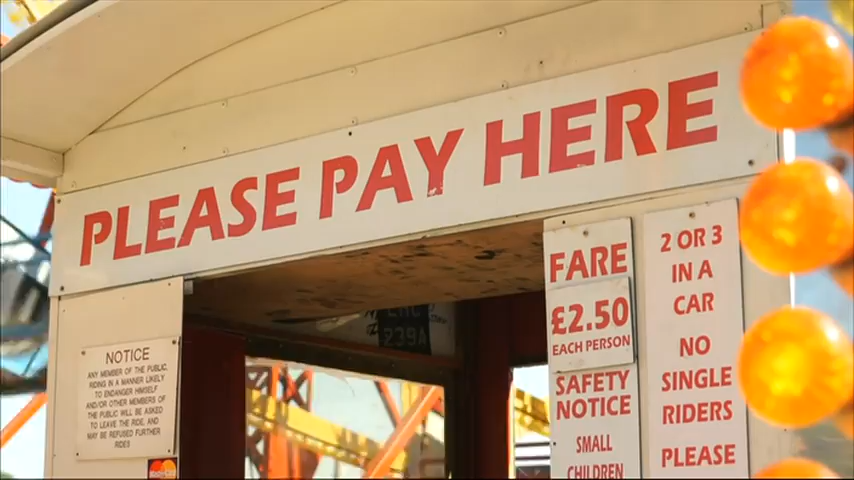 PLEASE PAY HERE
NOTICE
ANY MEMBER OF THE PUBLIC,
RIDING IN A MANNER LIKELY
TO ENDANGER HIMSELF
AND/OR OTHER MEMBERS OF
THE PUBLIC WILL BE ASKED
TO LEAVE THE RIDE, AND
MAY BE REFUSED FURTHER
RIDES
MasterCard
239A
FARE
£2.50
EACH PERSON
SAFETY
NOTICE
SMALL
CHILDREN
2 OR 3
IN A
CAR
NO
SINGLE
RIDERS
PLEASE